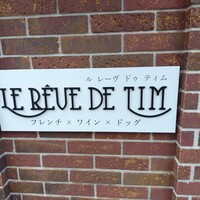 ル レーヴ ドゥ ティム
LE RÊVE DE TIM
フレンチ × ワイン × ドッグ